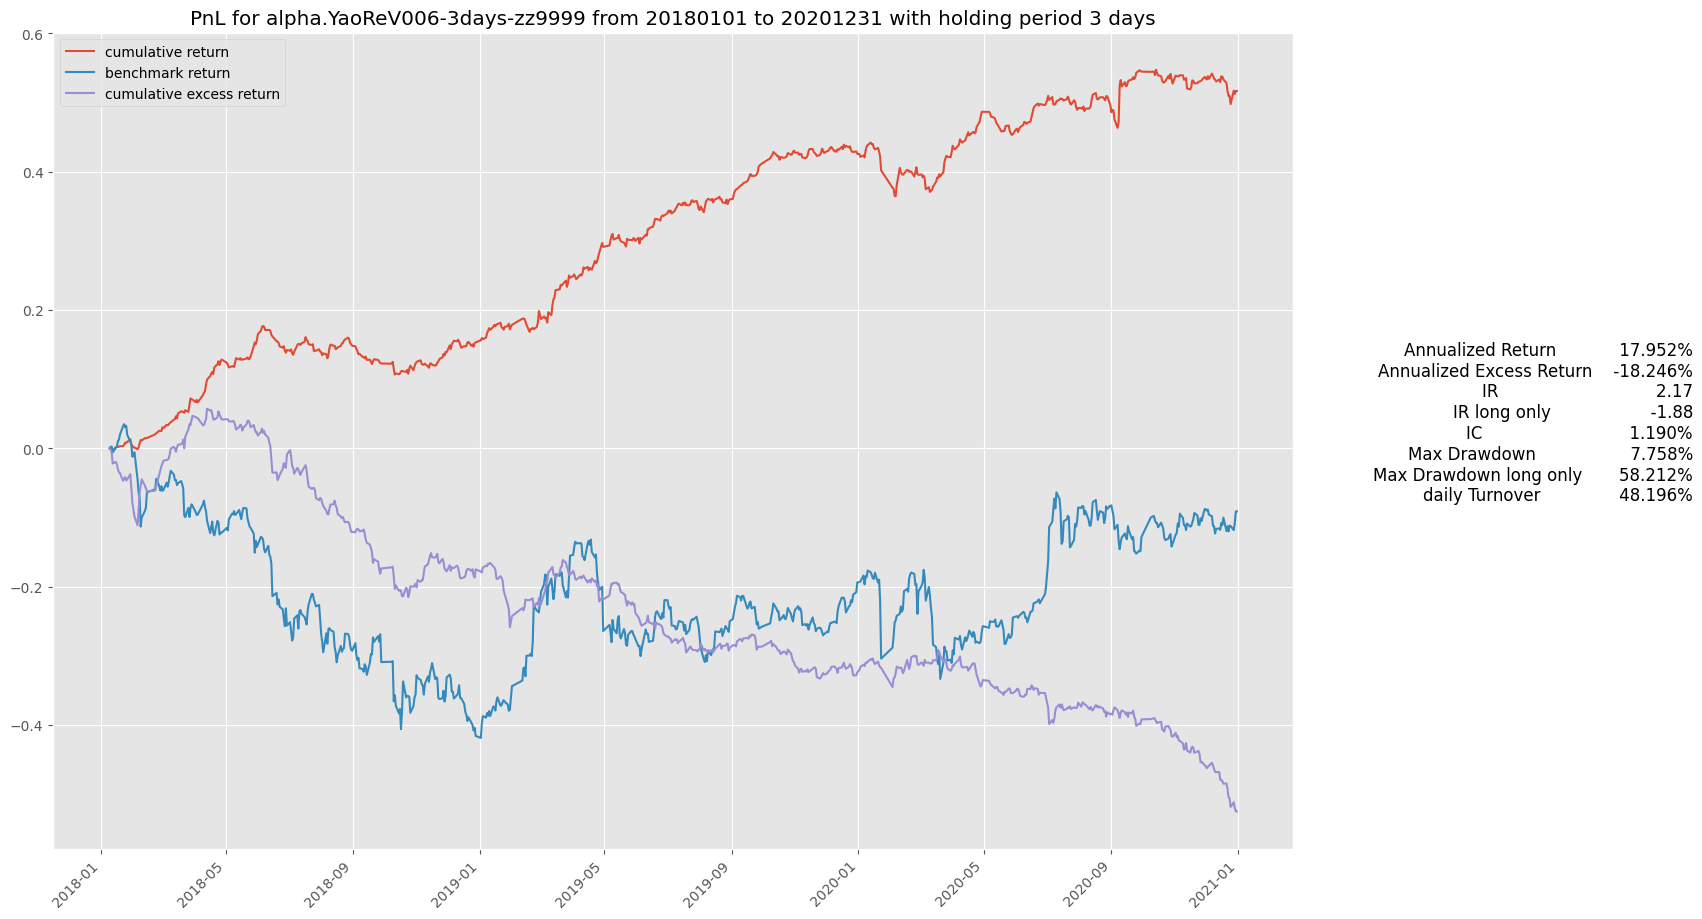 PnL for alpha.YaoReV006-3days-zz9999 from 20180101 to 20201231 with holding period 3 days
cumulative return
benchmark return
cumulative excess return
0.6
0.4
0.2
0.0
−0.2
−0.4
2018-01
2018-05
2018-09
2019-01
2019-05
2019-09
2020-01
2020-05
2020-09
2021-01
Annualized Return 17.952%
Annualized Excess Return -18.246%
IR 2.17
IR long only -1.88
IC 1.190%
Max Drawdown 7.758%
Max Drawdown long only 58.212%
daily Turnover 48.196%